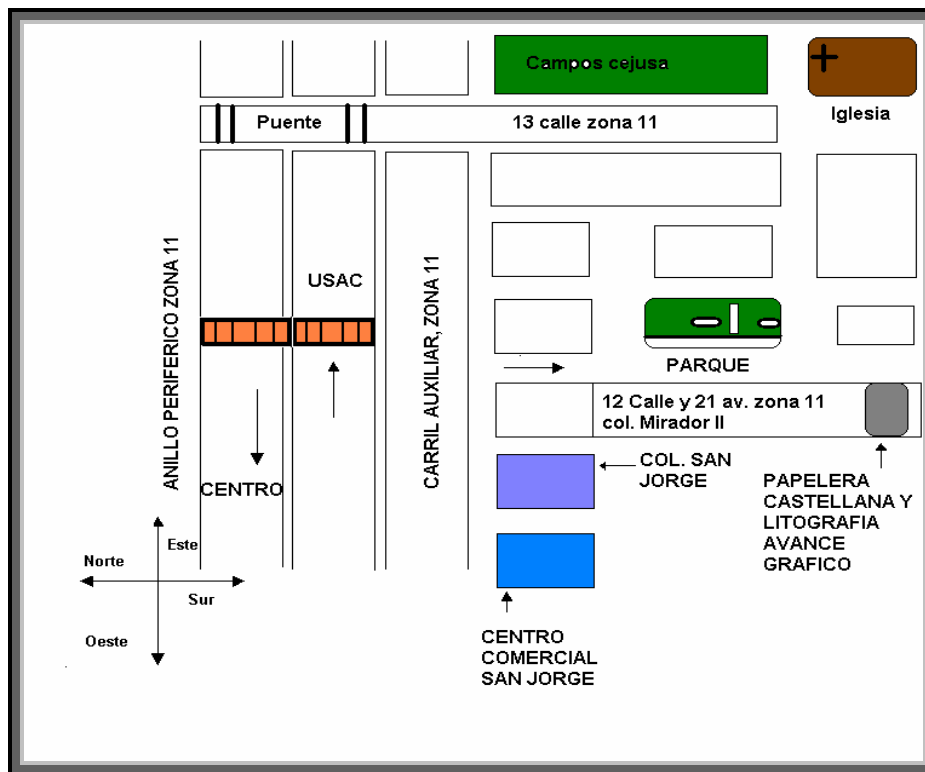 Campos cejusa
Iglesia
Puente
13 calle zona 11
ANILLO PERIFERICO ZONA 11
USAC
CARRIL AUXILIAR, ZONA 11
PARQUE
12 Calle y 21 av. zona 11
col. Mirador II
CENTRO
COL. SAN
JORGE
PAPELERA
CASTELLANA Y
LITOGRAFIA
AVANCE
GRAFICO
Este
Norte
Sur
Oeste
CENTRO
COMERCIAL
SAN JORGE